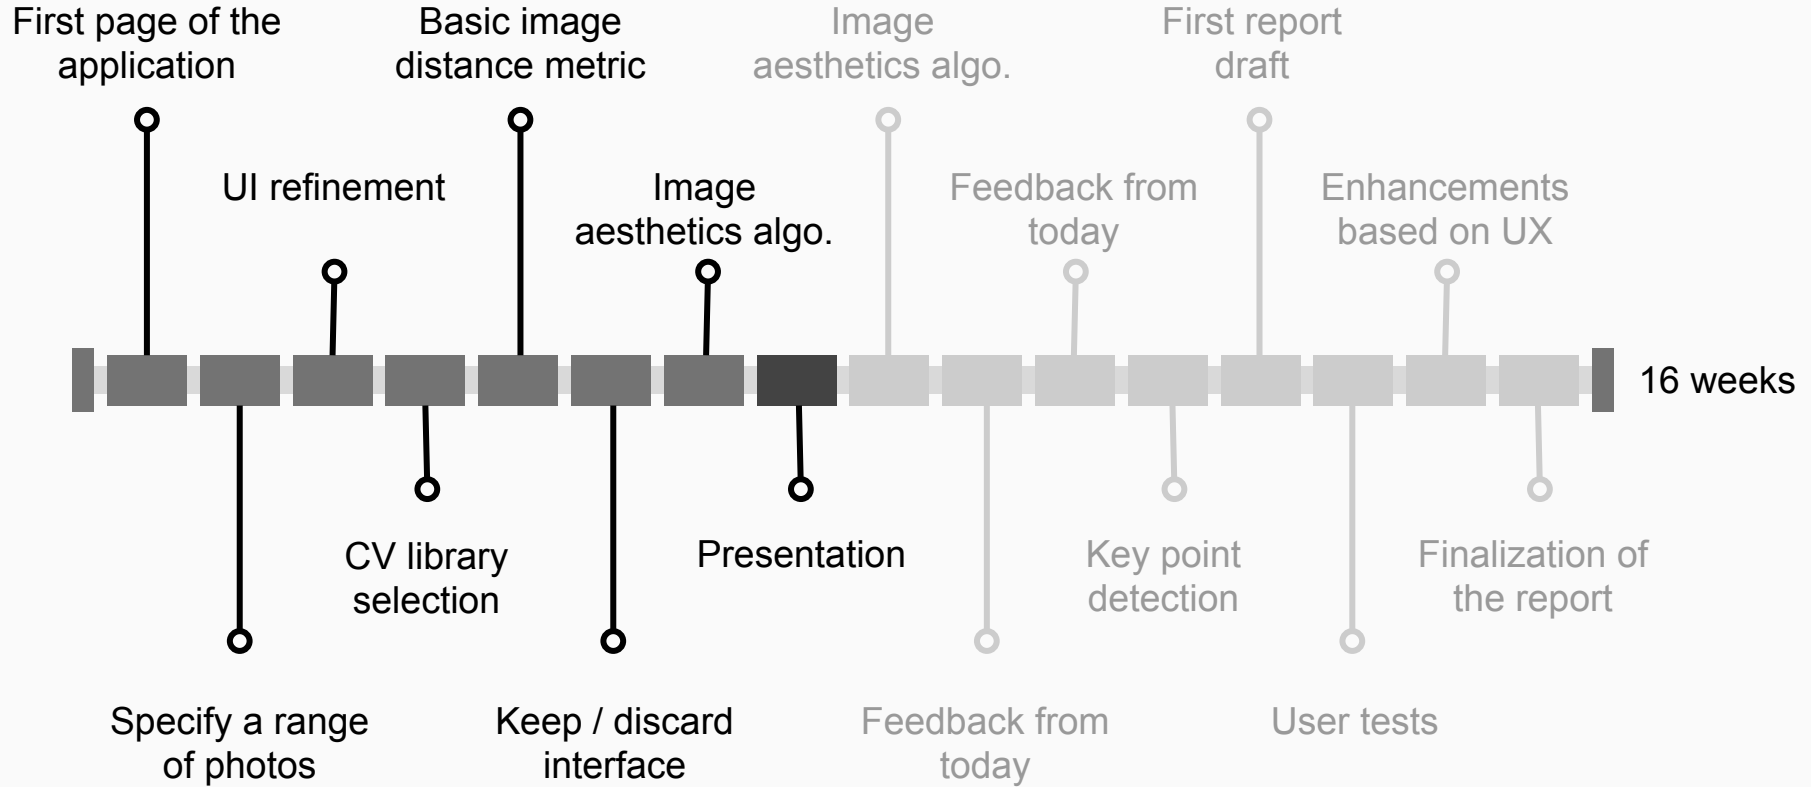 First page of the
application
Basic image
distance metric
Image
aesthetics algo.
First report
draft
UI refinement
Image
aesthetics algo.
Feedback from
today
Enhancements
based on UX
16 weeks
CV library
selection
Presentation
Key point
detection
Finalization of
the report
Specify a range
of photos
Keep / discard
interface
Feedback from
today
User tests